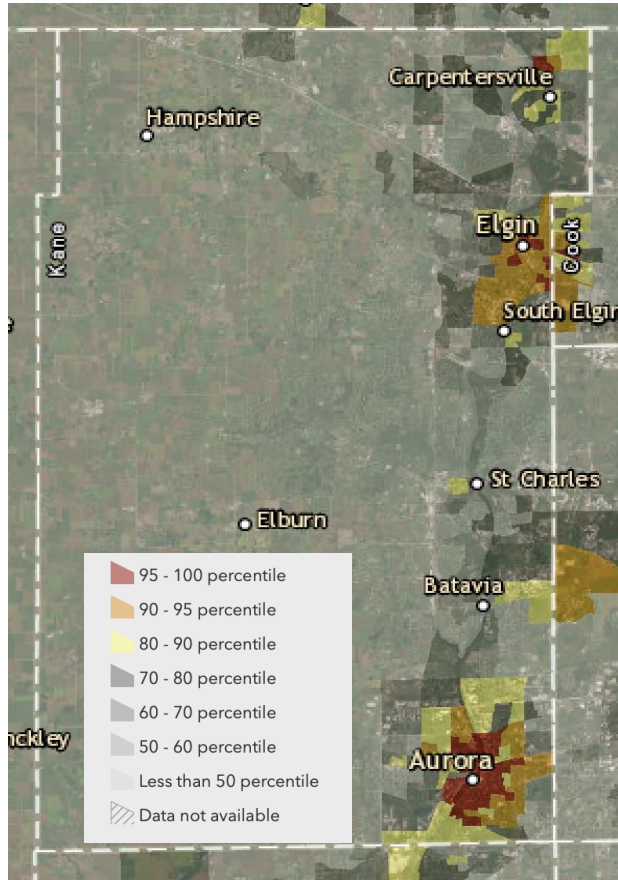 Carpentersville
Hampshire
Elgin
Kane
Cook
South Elgin
St Charles
Elburn
95 - 100 percentile
90 - 95 percentile
80 - 90 percentile
70 - 80 percentile
60 - 70 percentile
50 - 60 percentile
Less than 50 percentile
Data not available
Batavia
nckley
Aurora